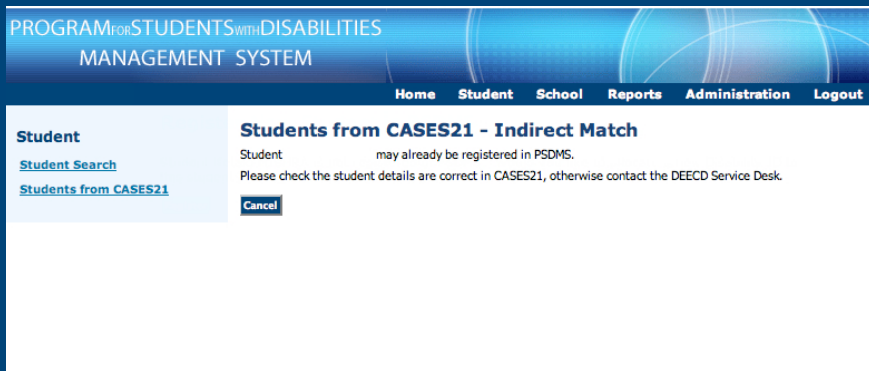 PROGRAMFORSTUDENTSWITHDISABILITIES
MANAGEMENT SYSTEM
Home Student School Reports Administration Logout
Student
Student Search
Students from CASES21
Students from CASES21 - Indirect Match
Student may already be registered in PSDMS.
Please check the student details are correct in CASES21, otherwise contact the DEECD Service Desk.
Cancel